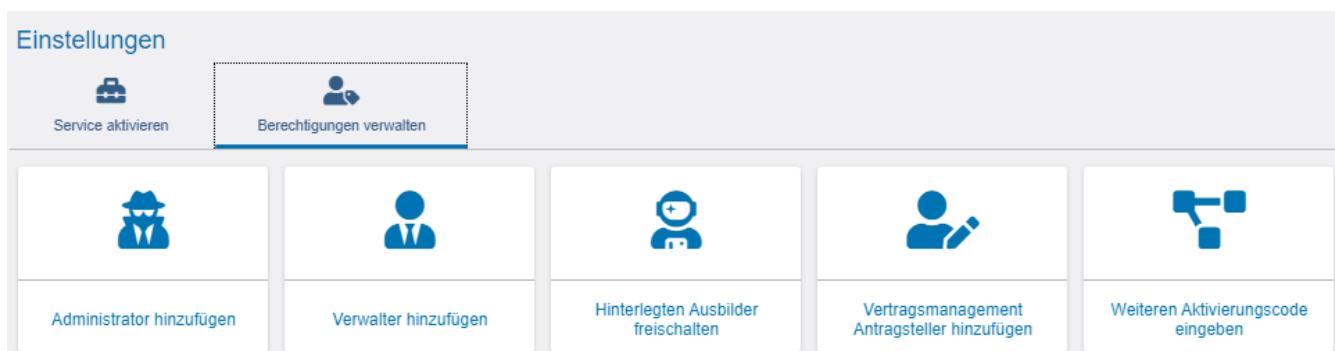 Einstellungen
Service aktivieren
Berechtigungen verwalten
Administrator hinzufügen
Verwalter hinzufügen
Hinterlegten Ausbilder
freischalten
Vertragsmanagement
Antragsteller hinzufügen
Weiteren Aktivierungscode
eingeben